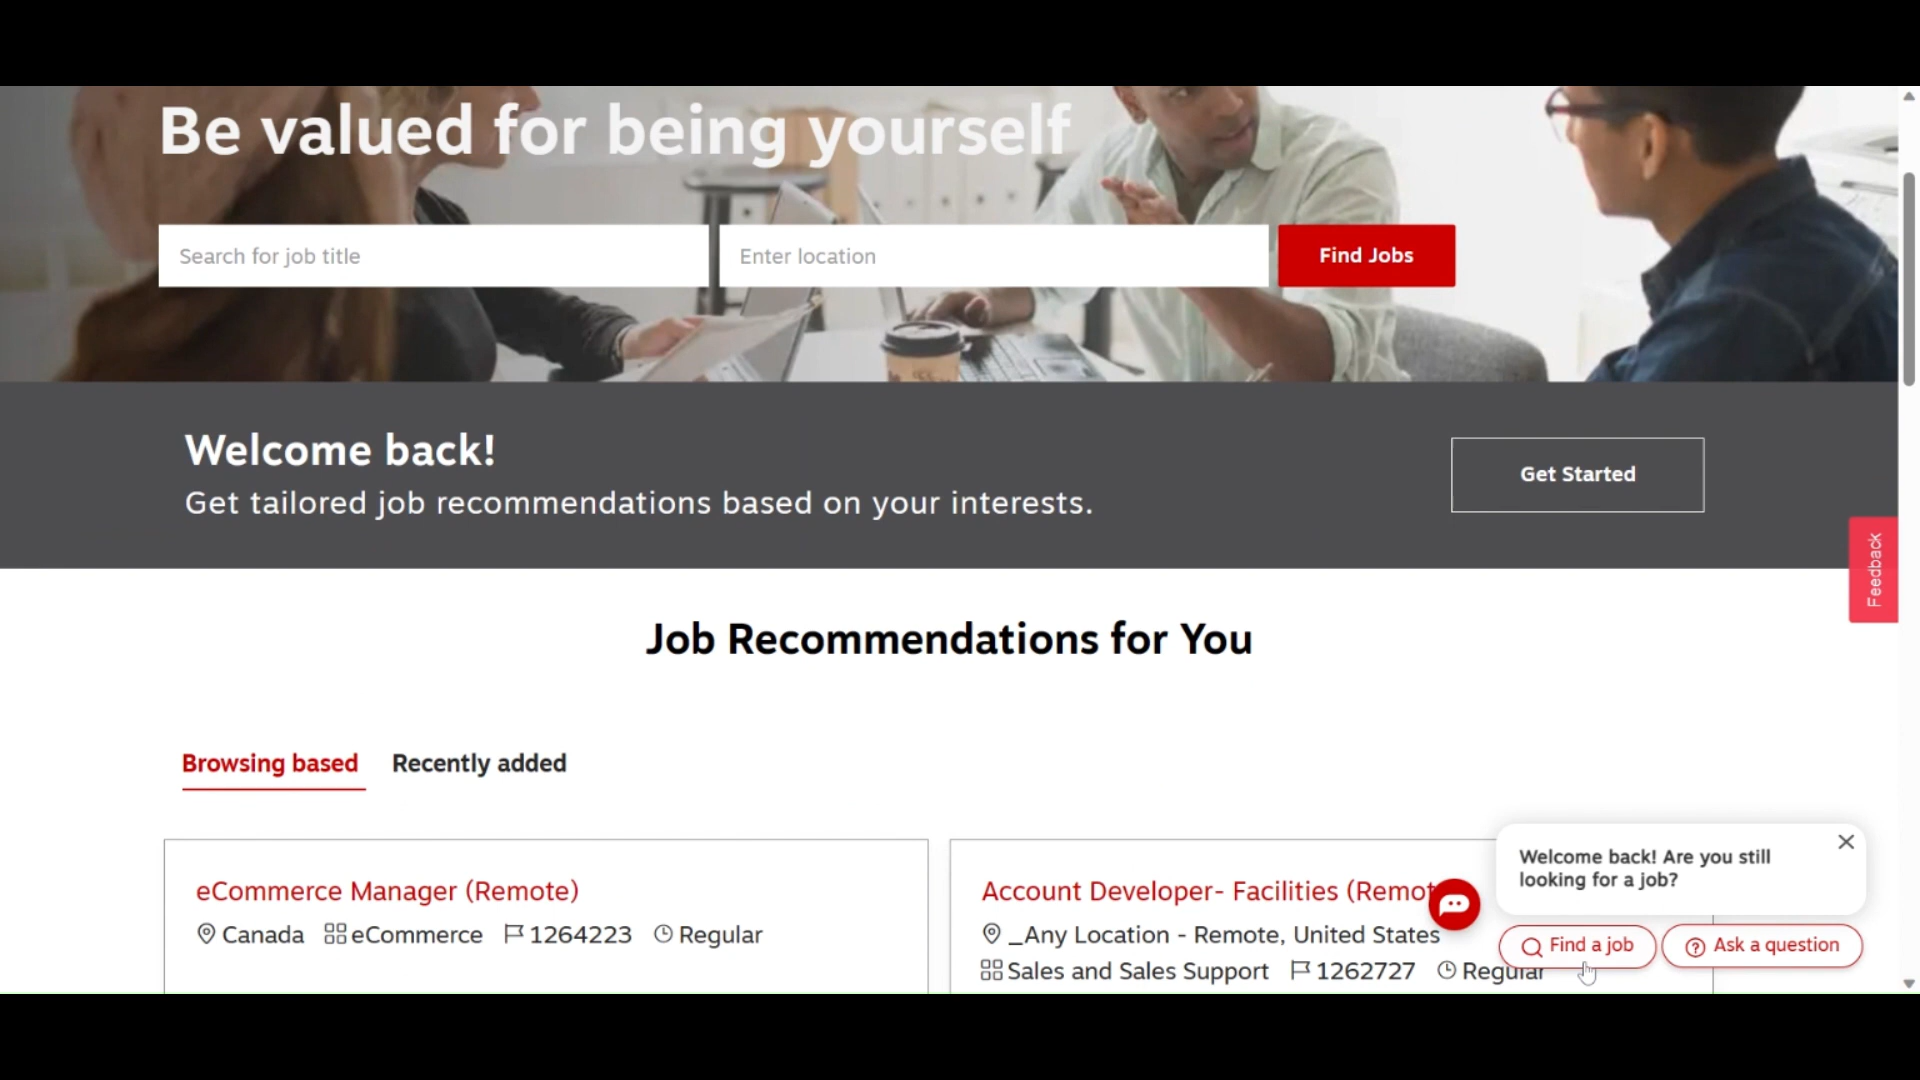 Be valued for being yourself
Search for job title
Enter location
Find Jobs
Welcome back!
Get tailored job recommendations based on your interests.
Get Started
Feedback
Job Recommendations for You
Browsing based
Recently added
eCommerce Manager (Remote)
Canada eCommerce 1264223 Regular
Account Developer- Facilities (Remot
_Any Location - Remote, United States
Sales and Sales Support 1262727 Regular
Welcome back! Are you still
looking for a job?
Find a job
Ask a question